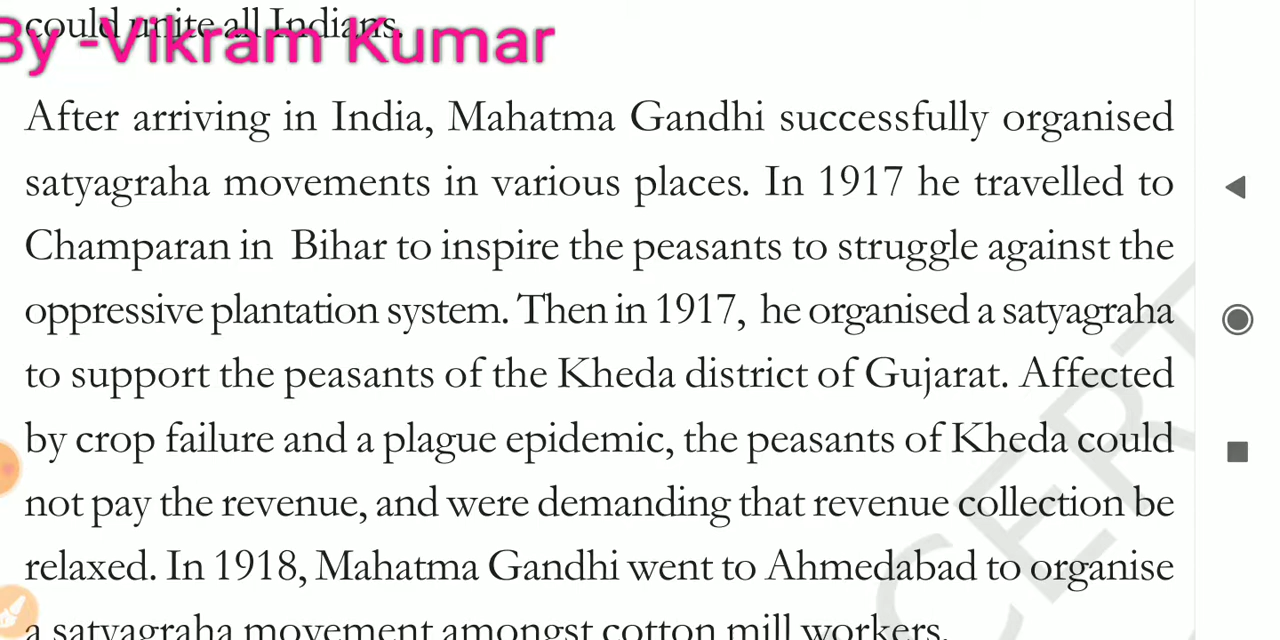 could unite all Indians.
By -Vikram Kumar
After arriving in India, Mahatma Gandhi successfully organised
satyagraha movements in various places. In 1917 he travelled to
Champaran in Bihar to inspire the peasants to struggle against the
oppressive plantation system. Then in 1917, he organised a satyagraha
to support the peasants of the Kheda district of Gujarat. Affected
by crop failure and a plague epidemic, the peasants of Kheda could
not pay the revenue, and were demanding that revenue collection be
relaxed. In 1918, Mahatma Gandhi went to Ahmedabad to organise
a satyagraha movement amongst cotton mill workers.
CERT